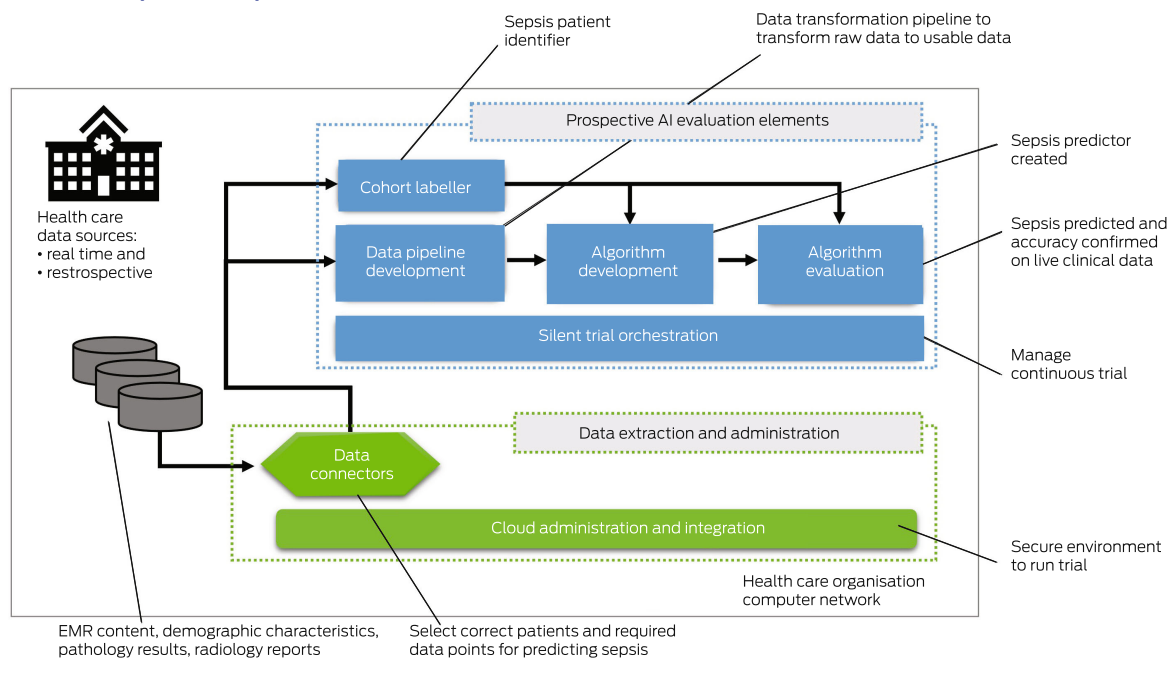 Sepsis patient
identifier
Data transformation pipeline to
transform raw data to usable data
Prospective AI evaluation elements
Sepsis predictor
created
Cohort labeller
Health care
data sources:
• real time and
• restrospective
Data pipeline
development
Algorithm
development
Algorithm
evaluation
Sepsis predicted and
accuracy confirmed
on live clinical data
Silent trial orchestration
Manage
continuous trial
Data extraction and administration
Data
connectors
Cloud administration and integration
Secure environment
to run trial
Health care organisation
computer network
EMR content, demographic characteristics,
pathology results, radiology reports
Select correct patients and required
data points for predicting sepsis